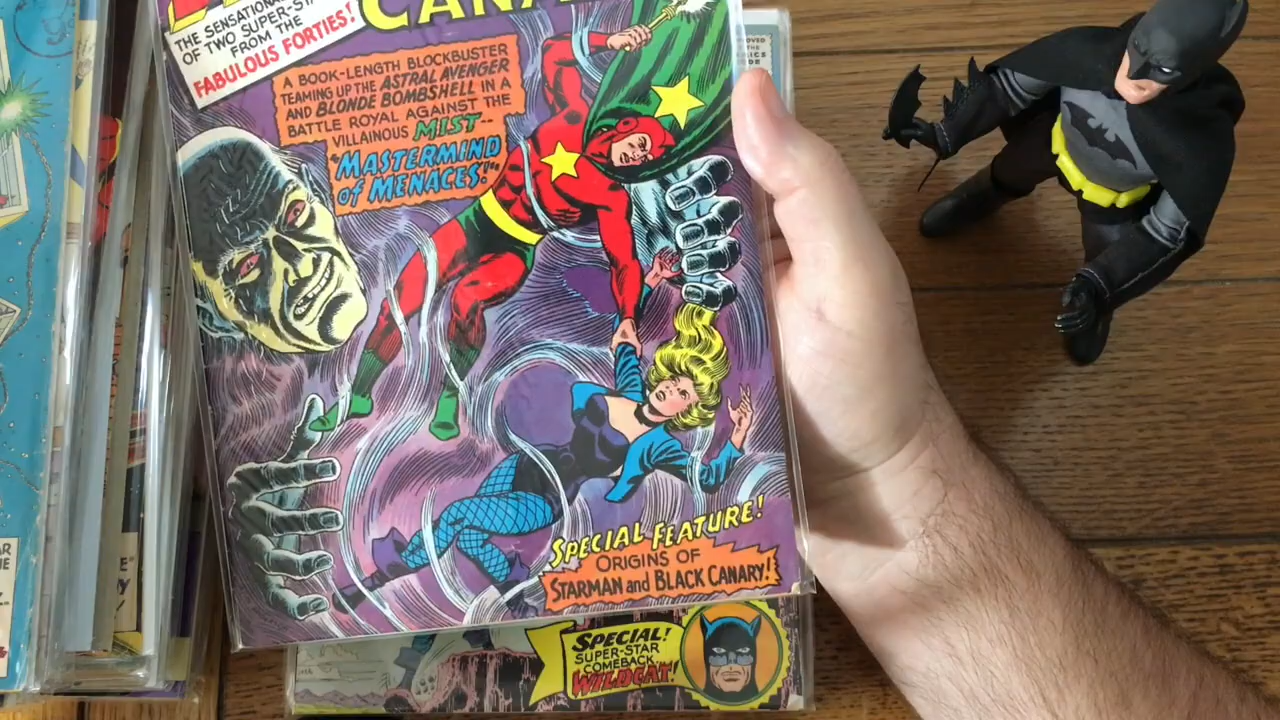 THE SENSATIONAL
OF TWO SUPER-ST
FROM THE
FABULOUS FORTIES!
CANA
A BOOK-LENGTH BLOCKBUSTER
TEAMING UP THE ASTRAL AVENGER
AND BLONDE BOMBSHELL IN A
BATTLE ROYAL AGAINST THE
VILLAINOUS MIST-
"MASTERMIND
of MENACES!"
SPECIAL FEATURE!
ORIGINS OF
STARMAN and BLACK CANARY!
SPECIAL!
SUPER-STAR
COMEBACK
WILDCAT!